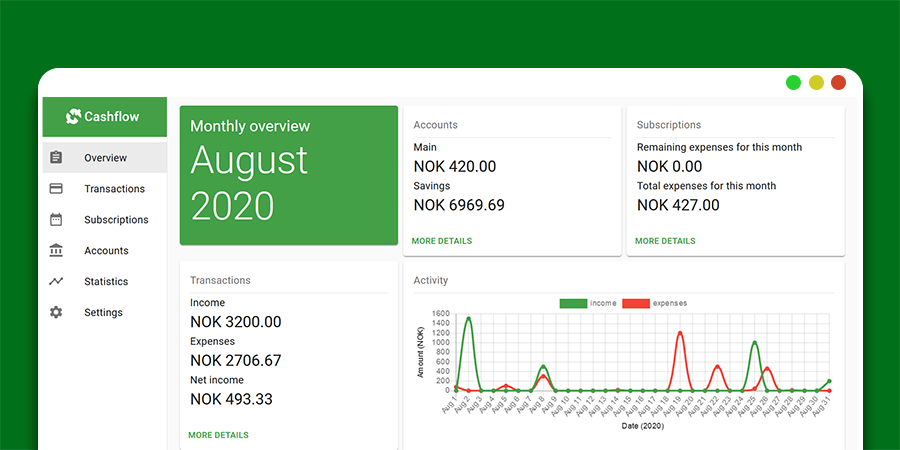 Cashflow
Overview
Transactions
Subscriptions
Accounts
Statistics
Settings
Monthly overview
August
2020
Accounts
Main
NOK 420.00
Savings
NOK 6969.69
MORE DETAILS
Subscriptions
Remaining expenses for this month
NOK 0.00
Total expenses for this month
NOK 427.00
MORE DETAILS
Transactions
Income
NOK 3200.00
Expenses
NOK 2706.67
Net income
NOK 493.33
MORE DETAILS
Activity
income expenses
Amount (NOK)
1600
1400
1200
1000
800
600
400
200
0
Aug 1 Aug 2 Aug 3 Aug 4 Aug 5 Aug 6 Aug 7 Aug 8 Aug 9 Aug 10 Aug 11 Aug 12 Aug 13 Aug 14 Aug 15 Aug 16 Aug 17 Aug 18 Aug 19 Aug 20 Aug 21 Aug 22 Aug 23 Aug 24 Aug 25 Aug 26 Aug 27 Aug 28 Aug 29 Aug 30 Aug 31
Date (2020)